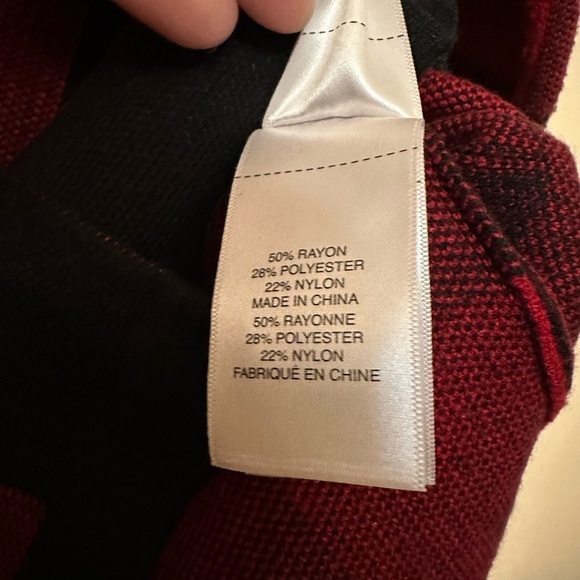 50% RAYON
28% POLYESTER
22% NYLON
MADE IN CHINA
50% RAYONNE
28% POLYESTER
22% NYLON
FABRIQUÉ EN CHINE